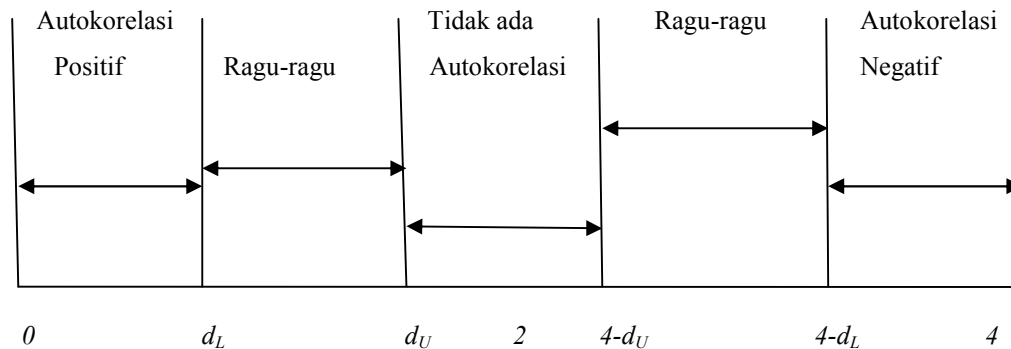 Autokorelasi Tidak ada Ragu-ragu Autokorelasi
Positif Ragu-ragu Autokorelasi Negatif
0 d_L d_U 2 4-d_U 4-d_L 4